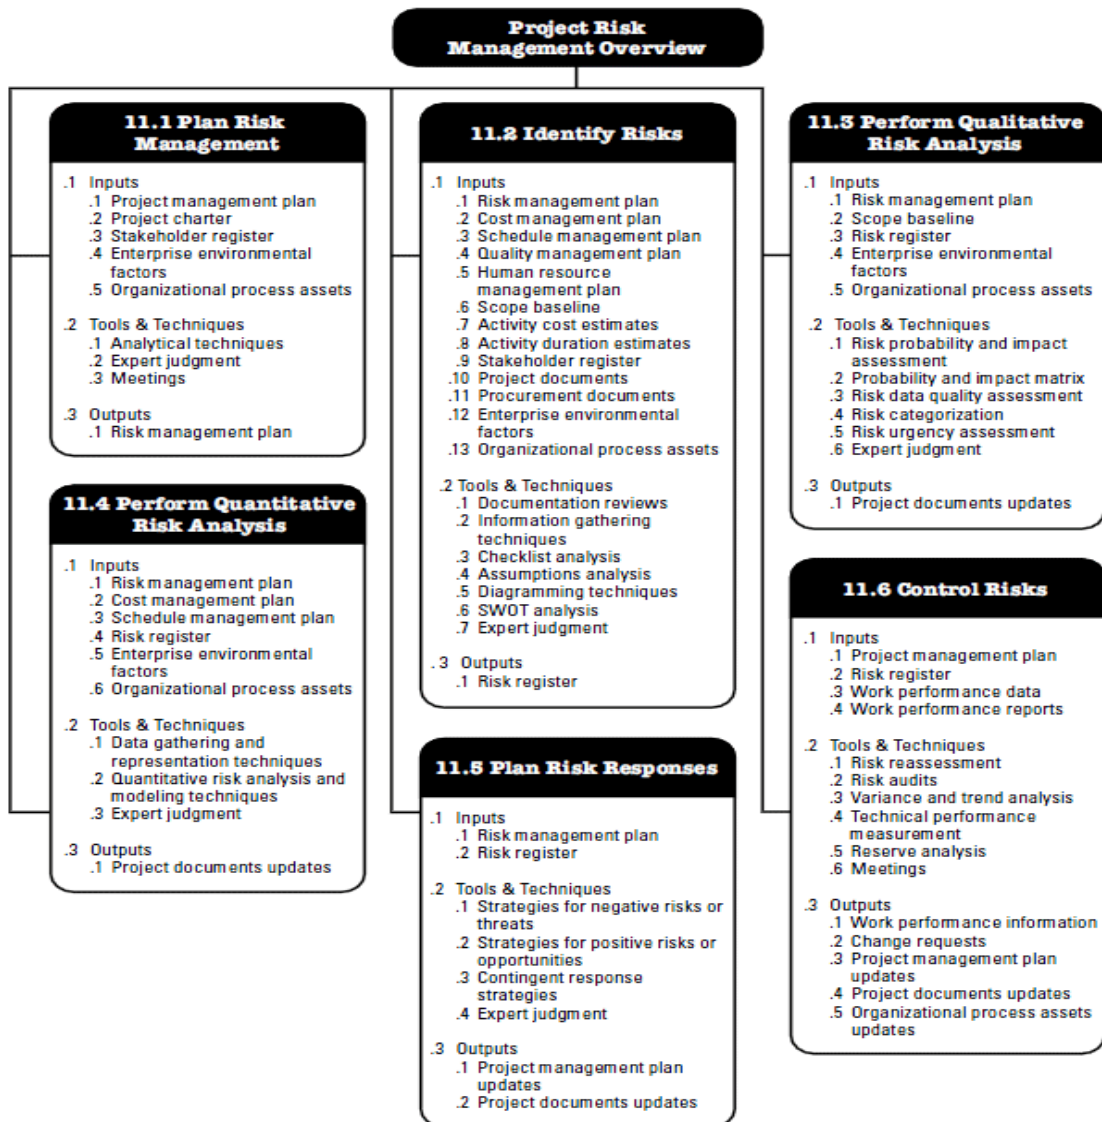 Project Risk
Management Overview
11.1 Plan Risk
Management
.1 Inputs
.1 Project management plan
.2 Project charter
.3 Stakeholder register
.4 Enterprise environmental
factors
.5 Organizational process assets
.2 Tools & Techniques
.1 Analytical techniques
.2 Expert judgment
.3 Meetings
.3 Outputs
.1 Risk management plan
11.2 Identify Risks
.1 Inputs
.1 Risk management plan
.2 Cost management plan
.3 Schedule management plan
.4 Quality management plan
.5 Human resource
management plan
.6 Scope baseline
.7 Activity cost estimates
.8 Activity duration estimates
.9 Stakeholder register
.10 Project documents
.11 Procurement documents
.12 Enterprise environmental
factors
.13 Organizational process assets
.2 Tools & Techniques
.1 Documentation reviews
.2 Information gathering
techniques
.3 Checklist analysis
.4 Assumptions analysis
.5 Diagramming techniques
.6 SWOT analysis
.7 Expert judgment
.3 Outputs
.1 Risk register
11.3 Perform Qualitative
Risk Analysis
.1 Inputs
.1 Risk management plan
.2 Scope baseline
.3 Risk register
.4 Enterprise environmental
factors
.5 Organizational process assets
.2 Tools & Techniques
.1 Risk probability and impact
assessment
.2 Probability and impact matrix
.3 Risk data quality assessment
.4 Risk categorization
.5 Risk urgency assessment
.6 Expert judgment
.3 Outputs
.1 Project documents updates
11.4 Perform Quantitative
Risk Analysis
.1 Inputs
.1 Risk management plan
.2 Cost management plan
.3 Schedule management plan
.4 Risk register
.5 Enterprise environmental
factors
.6 Organizational process assets
.2 Tools & Techniques
.1 Data gathering and
representation techniques
.2 Quantitative risk analysis and
modeling techniques
.3 Expert judgment
.3 Outputs
.1 Project documents updates
11.5 Plan Risk Responses
.1 Inputs
.1 Risk management plan
.2 Risk register
.2 Tools & Techniques
.1 Strategies for negative risks or
threats
.2 Strategies for positive risks or
opportunities
.3 Contingent response
strategies
.4 Expert judgment
.3 Outputs
.1 Project management plan
updates
.2 Project documents updates
11.6 Control Risks
.1 Inputs
.1 Project management plan
.2 Risk register
.3 Work performance data
.4 Work performance reports
.2 Tools & Techniques
.1 Risk reassessment
.2 Risk audits
.3 Variance and trend analysis
.4 Technical performance
measurement
.5 Reserve analysis
.6 Meetings
.3 Outputs
.1 Work performance information
.2 Change requests
.3 Project management plan
updates
.4 Project documents updates
.5 Organizational process assets
updates